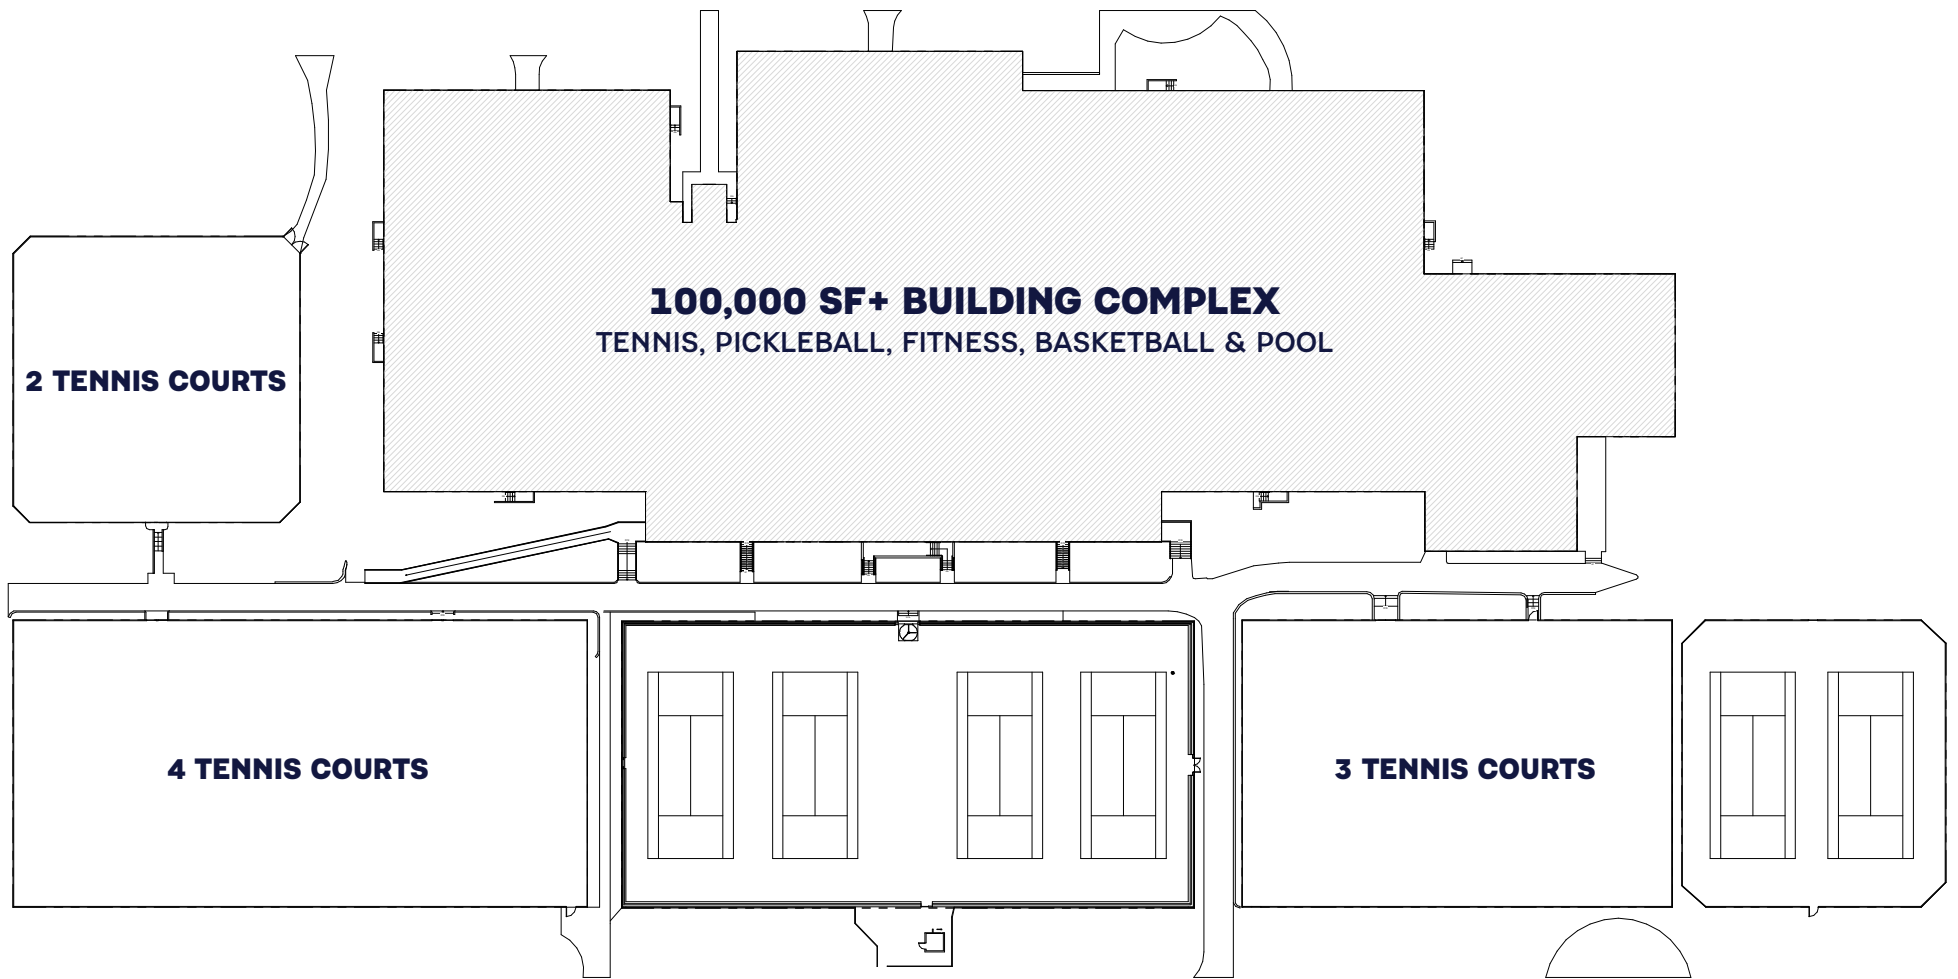 100,000 SF+ BUILDING COMPLEX
TENNIS, PICKLEBALL, FITNESS, BASKETBALL & POOL
2 TENNIS COURTS
4 TENNIS COURTS
3 TENNIS COURTS